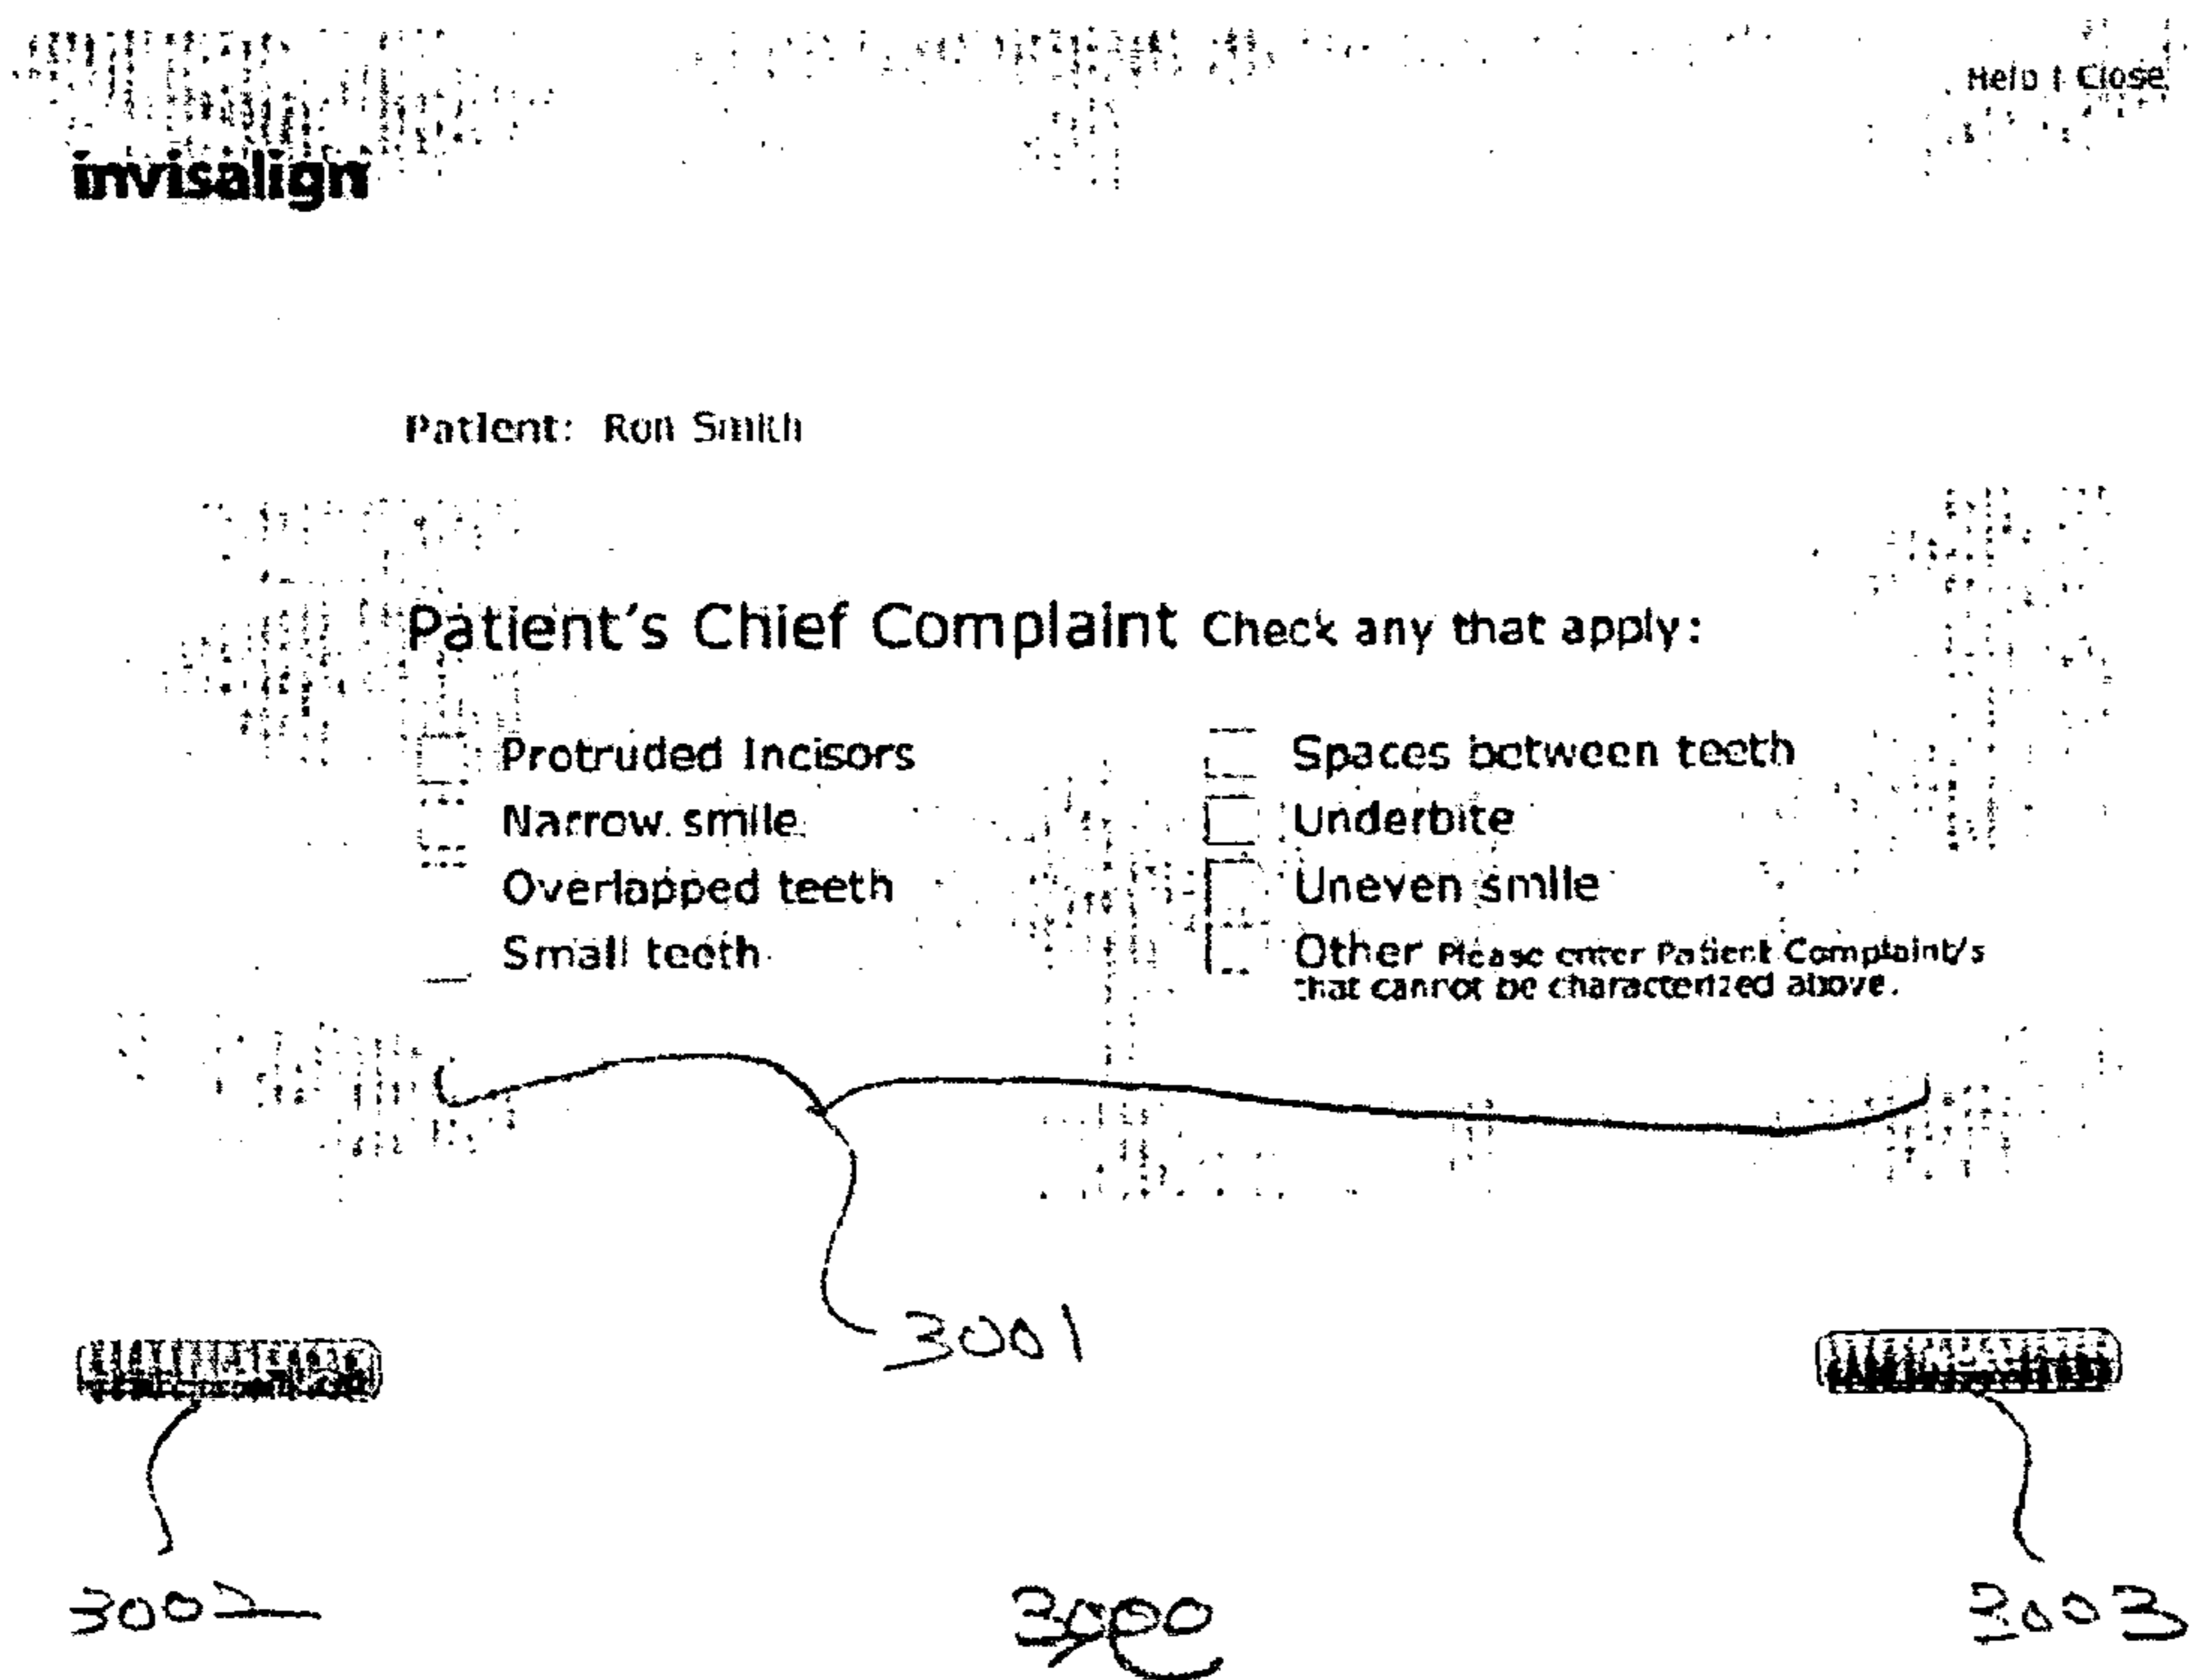 Help | Close
invisalign
Patient: Ron Smith
Patient's Chief Complaint Check any that apply:
Protruded Incisors
Spaces between teeth
Narrow smile
Underbite
Overlapped teeth
Uneven smile
Small teeth
Other Please enter Patient Complaint/s
that cannot be characterized above.
3001
3002
3000
3003